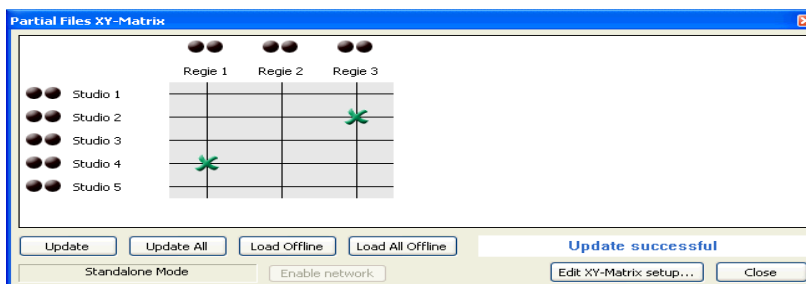 Partial Files XY-Matrix
Regie 1 Regie 2 Regie 3
Studio 1
Studio 2
Studio 3
Studio 4
Studio 5
Update Update All Load Offline Load All Offline Update successful
Standalone Mode Enable network Edit XY-Matrix setup... Close